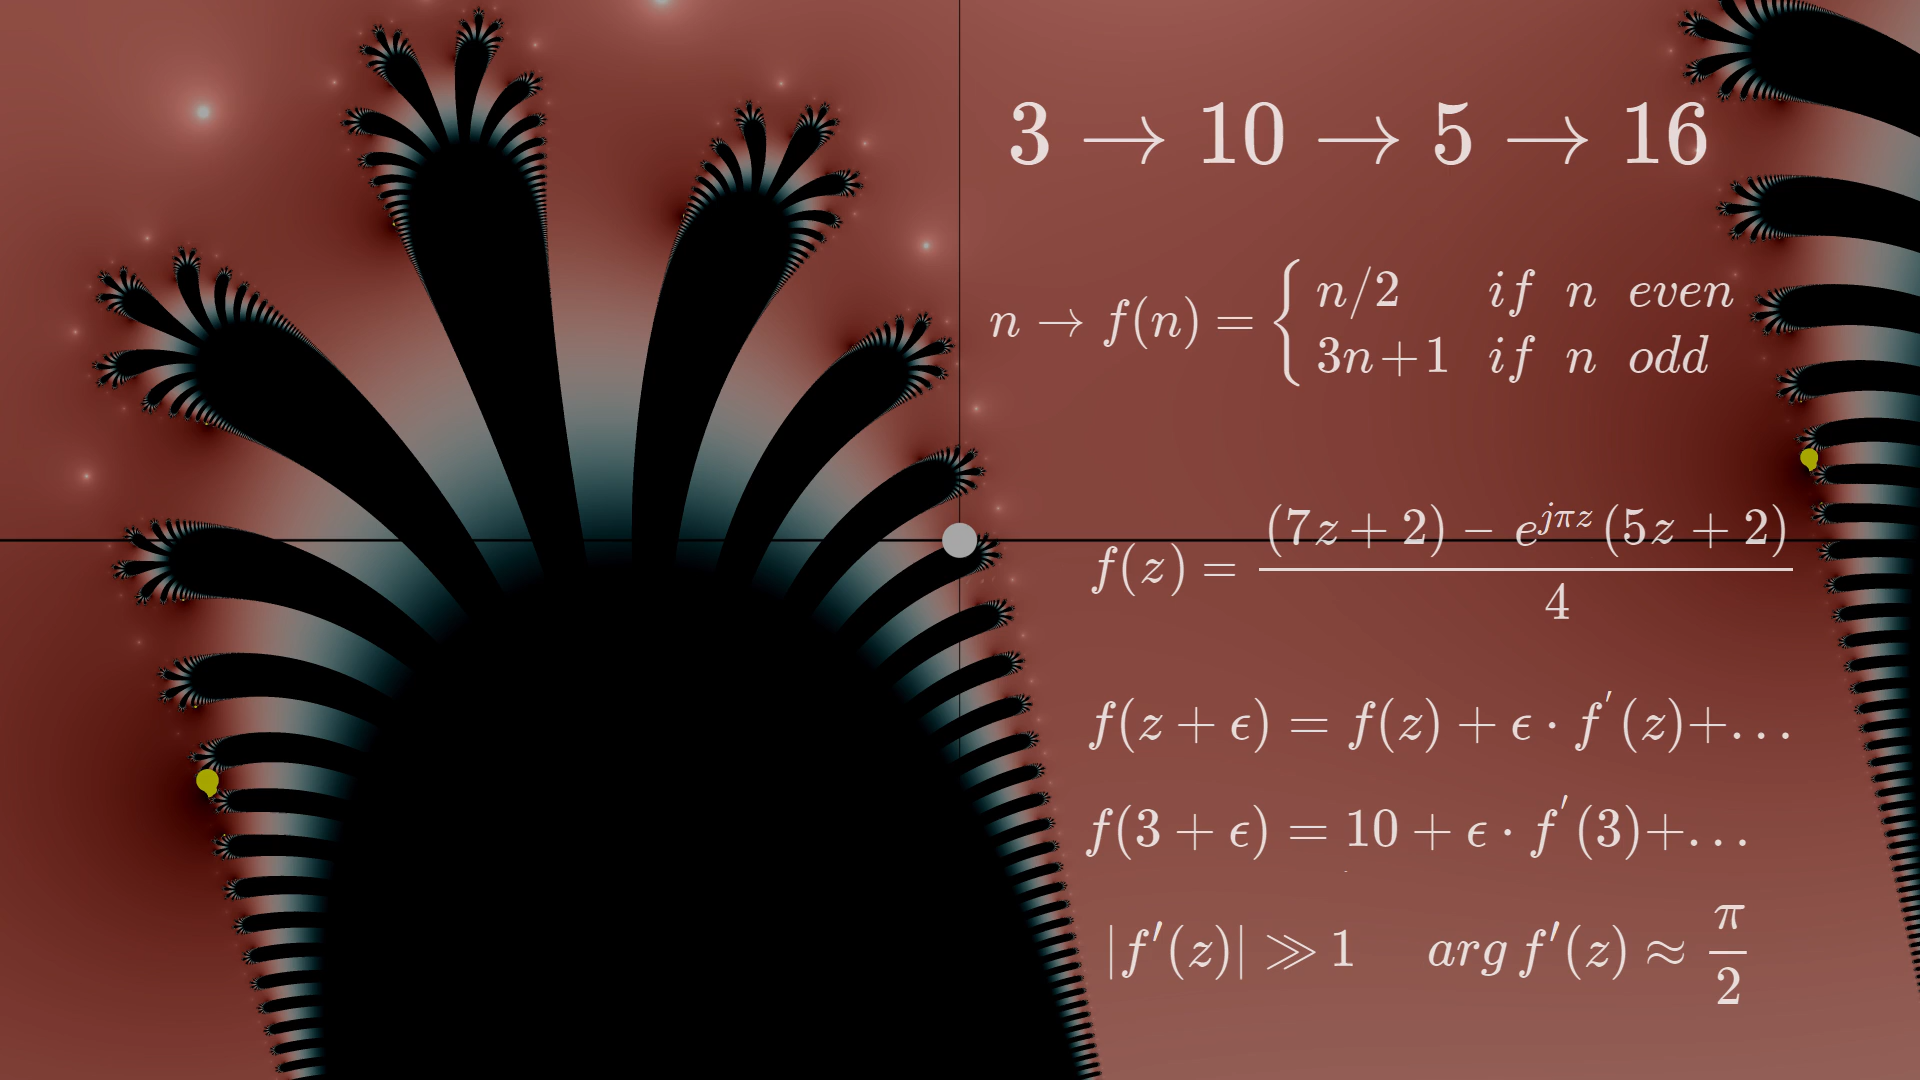 3 → 10 → 5 → 16
n → f(n) = { n/2 if n even
3n+1 if n odd
f(z) = ((7z + 2) − e^{jπz}(5z + 2)) / 4
f(z + ϵ) = f(z) + ϵ · f′(z)+...
f(3 + ϵ) = 10 + ϵ · f′(3)+...
|f′(z)| ≫ 1 arg f′(z) ≈ π/2